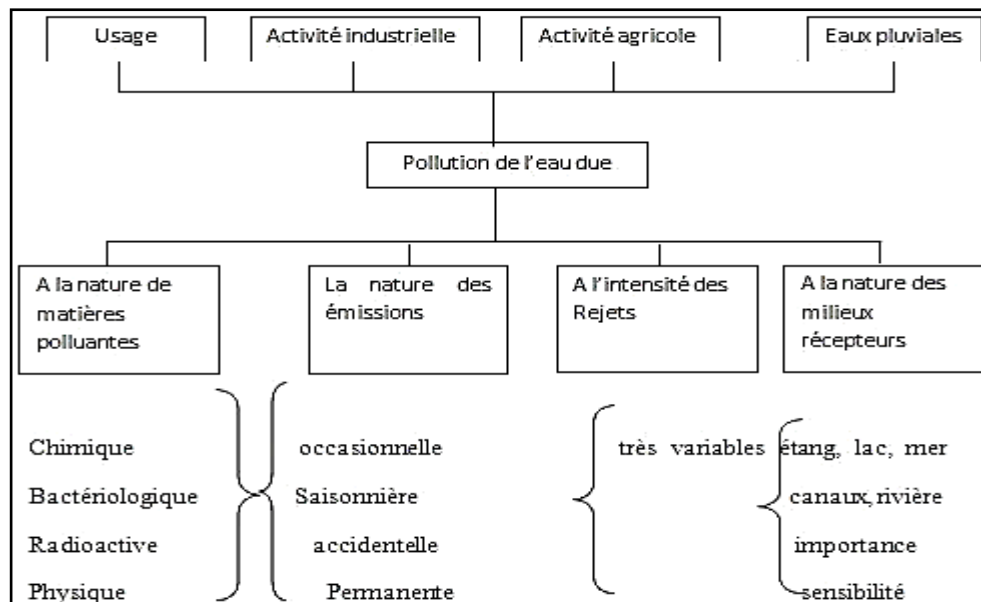 Usage
Activité industrielle
Activité agricole
Eaux pluviales
Pollution de l'eau due
A la nature de
matières
polluantes
La nature des
émissions
A l'intensité des
Rejets
A la nature des
milieux
récepteurs
Chimique
Bactériologique
Radioactive
Physique
occasionnelle
Saisonnière
accidentelle
Permanente
très variables
étang, lac, mer
canaux, rivière
importance
sensibilité